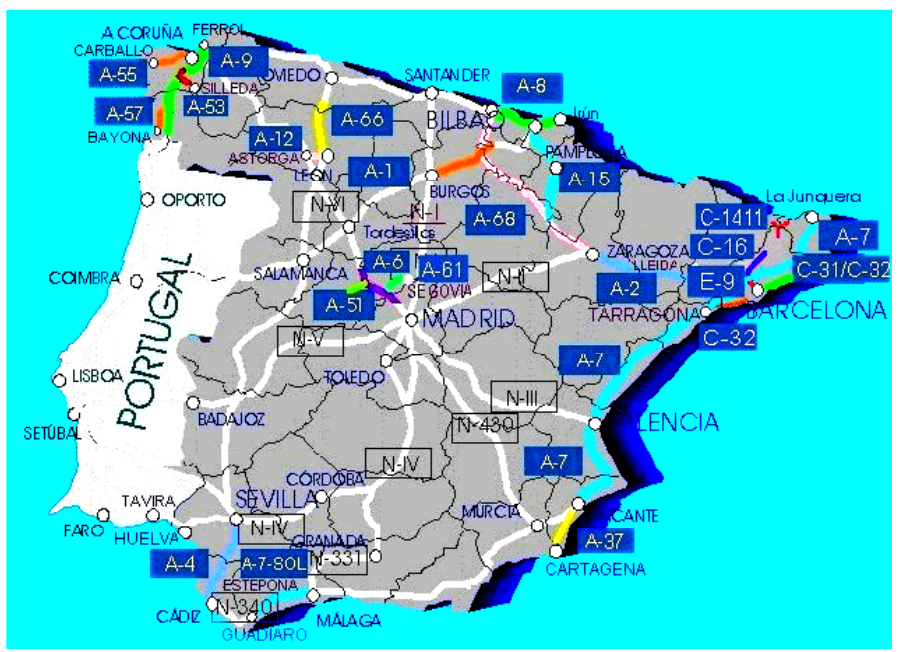 A CORUÑA FERROL
CARBALLO
A-9
A-55
SILLEDA
A-53
A-57
BAYONA
OVIEDO
SANTANDER
A-8
Irún
BILBAO
A-66
A-12
ASTORGA
LEON
A-1
PAMPLONA
A-15
BURGOS
N-VI
N-I
A-68
Tordesillas
OPORTO
La Junquera
C-1411
A-7
C-16
ZARAGOZA
LLEIDA
E-9
C-31/C-32
COIMBRA
SALAMANCA
A-6
A-61
N-II
SEGOVIA
A-51
A-2
BARCELONA
TARRAGONA
C-32
MADRID
N-V
PORTUGAL
TOLEDO
A-7
LISBOA
N-III
BADAJOZ
N-430
LENCIA
SETÚBAL
A-7
N-IV
CÓRDOBA
TAVIRA
SEVILLA
FARO
HUELVA
N-IV
MURCIA
CANTE
GRANADA
A-37
A-4
A-7-SOL
N-331
CARTAGENA
ESTEPONA
CÁDIZ
N-340
MÁLAGA
GUADIARO